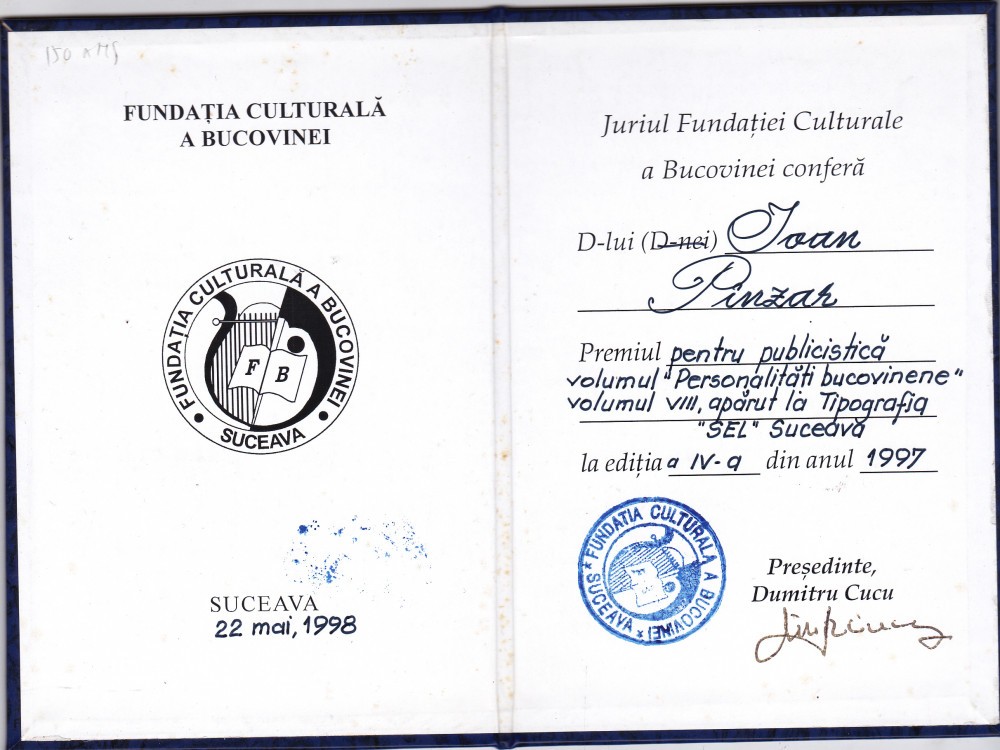 150 x 175
FUNDAȚIA CULTURALĂ
A BUCOVINEI
FUNDAȚIA CULTURALĂ A BUCOVINEI
F B
SUCEAVA
SUCEAVA
22 mai, 1998
Juriul Fundației Culturale
a Bucovinei conferă
D-lui (D-nei) Ioan
Pînzar
Premiul pentru publicistică
volumul "Personalități bucovinene"
volumul VIII, apărut la Tipografia
"SEL" Suceava
la ediția a IV-a din anul 1997
FUNDATIA CULTURALĂ A BUCOVINEI
F B
* SUCEAVA *
Președinte,
Dumitru Cucu